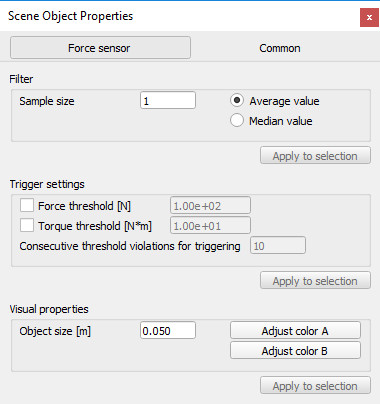 Scene Object Properties
x
Force sensor Common
Filter
Sample size 1 Average value
Median value
Apply to selection
Trigger settings
Force threshold [N] 1.00e+02
Torque threshold [N*m] 1.00e+01
Consecutive threshold violations for triggering 10
Apply to selection
Visual properties
Object size [m] 0.050 Adjust color A
Adjust color B
Apply to selection